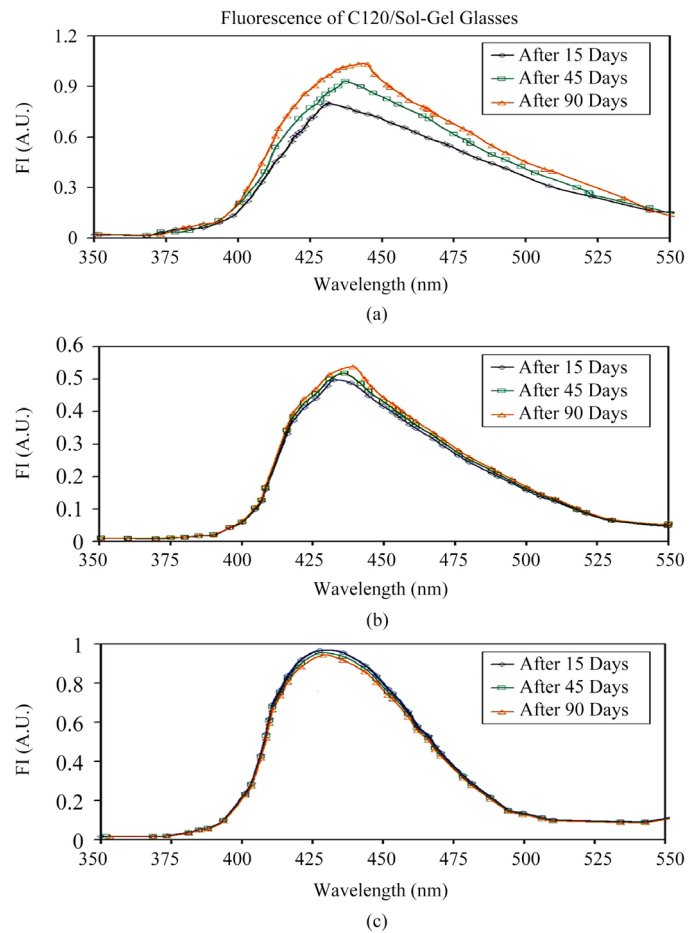 Fluorescence of C120/Sol-Gel Glasses
FI (A.U.)
1.2
0.9
0.6
0.3
0
After 15 Days
After 45 Days
After 90 Days
350 375 400 425 450 475 500 525 550
Wavelength (nm)
(a)
FI (A.U.)
0.6
0.5
0.4
0.3
0.2
0.1
0
After 15 Days
After 45 Days
After 90 Days
350 375 400 425 450 475 500 525 550
Wavelength (nm)
(b)
FI (A.U.)
1
0.8
0.6
0.4
0.2
0
After 15 Days
After 45 Days
After 90 Days
350 375 400 425 450 475 500 525 550
Wavelength (nm)
(c)